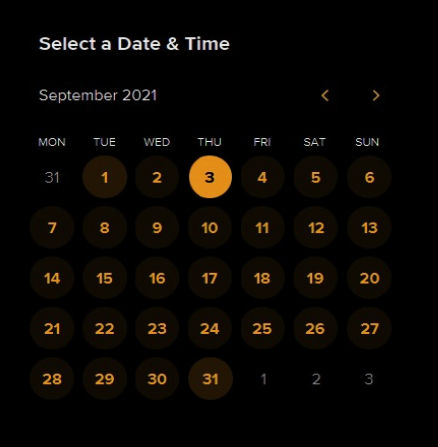 Select a Date & Time
September 2021
MON TUE WED THU FRI SAT SUN
31 1 2 3 4 5 6
7 8 9 10 11 12 13
14 15 16 17 18 19 20
21 22 23 24 25 26 27
28 29 30 31 1 2 3